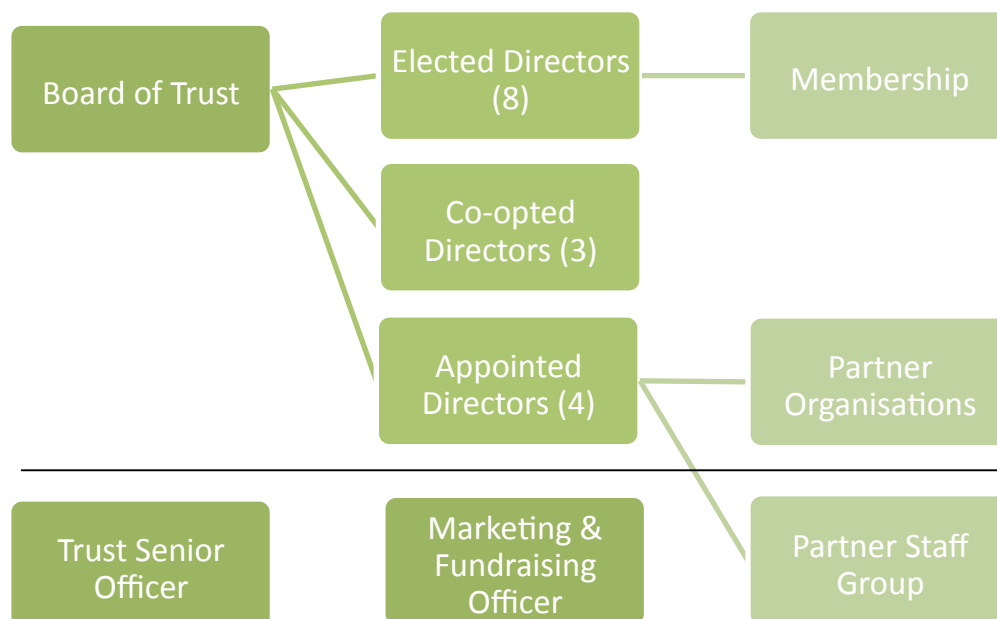 Board of Trust
Elected Directors
(8)
Membership
Co-opted
Directors (3)
Appointed
Directors (4)
Partner
Organisations
Trust Senior
Officer
Marketing &
Fundraising
Officer
Partner Staff
Group